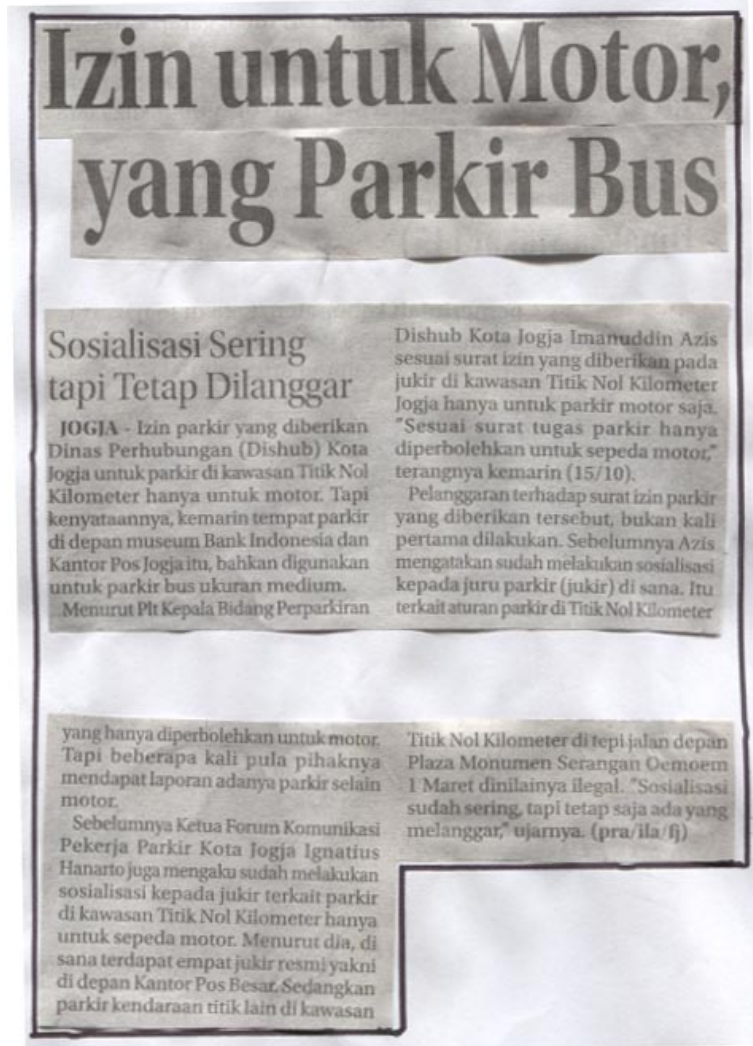 Izin untuk Motor,
yang Parkir Bus
Sosialisasi Sering
tapi Tetap Dilanggar
JOGJA - Izin parkir yang diberikan
Dinas Perhubungan (Dishub) Kota
Jogja untuk parkir di kawasan Titik Nol
Kilometer hanya untuk motor. Tapi
kenyataannya, kemarin tempat parkir
di depan museum Bank Indonesia dan
Kantor Pos Jogja itu, bahkan digunakan
untuk parkir bus ukuran medium.
Menurut Plt Kepala Bidang Perparkiran
Dishub Kota Jogja Imanuddin Azis
sesuai surat izin yang diberikan pada
jukir di kawasan Titik Nol Kilometer
Jogja hanya untuk parkir motor saja.
"Sesuai surat tugas parkir hanya
diperbolehkan untuk sepeda motor,"
terangnya kemarin (15/10).
Pelanggaran terhadap surat izin parkir
yang diberikan tersebut, bukan kali
pertama dilakukan. Sebelumnya Azis
mengatakan sudah melakukan sosialisasi
kepada juru parkir (jukir) di sana. Itu
terkait aturan parkir di Titik Nol Kilometer
yang hanya diperbolehkan untuk motor.
Tapi beberapa kali pula pihaknya
mendapat laporan adanya parkir selain
motor.
Sebelumnya Ketua Forum Komunikasi
Pekerja Parkir Kota Jogja Ignatius
Hanarto juga mengaku sudah melakukan
sosialisasi kepada jukir terkait parkir
di kawasan Titik Nol Kilometer hanya
untuk sepeda motor. Menurut dia, di
sana terdapat empat jukir resmi yakni
di depan Kantor Pos Besar. Sedangkan
parkir kendaraan titik lain di kawasan
Titik Nol Kilometer di tepi jalan depan
Plaza Monumen Serangan Oemoem
1 Maret dinilainya ilegal. "Sosialisasi
sudah sering, tapi tetap saja ada yang
melanggar," ujarnya. (pra/ila/fj)